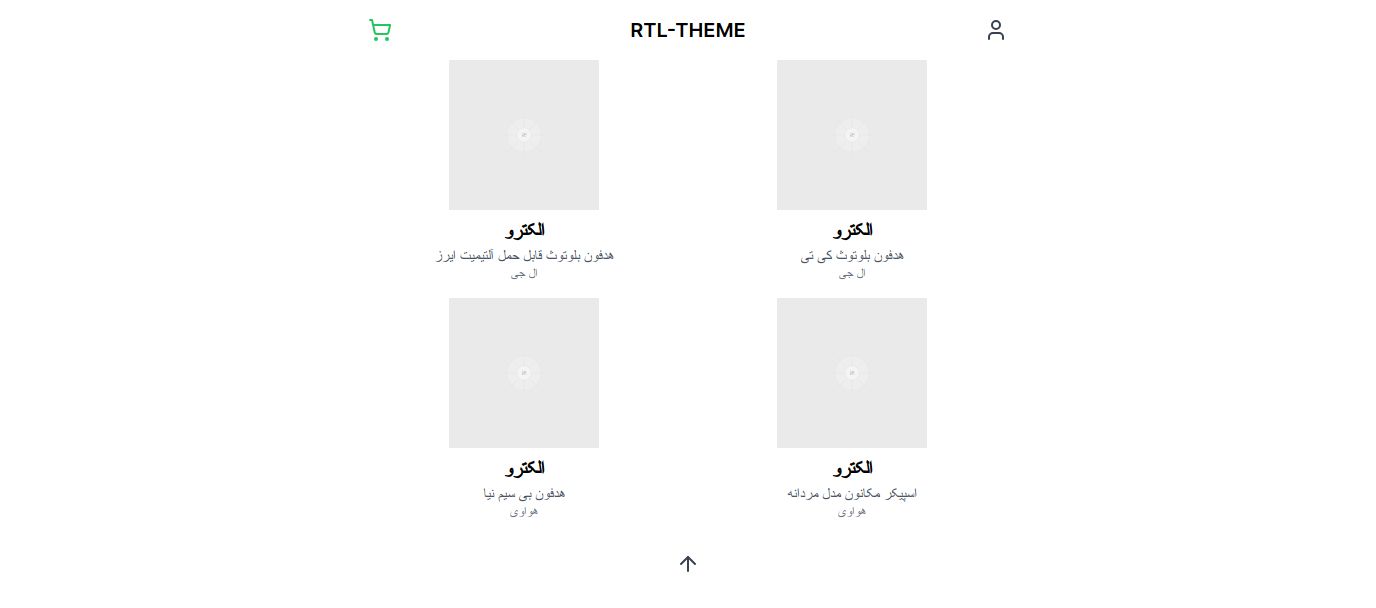 RTL-THEME
الکترو
هدفون بلوتوث کی تی
ال جی
الکترو
هدفون بلوتوث قابل حمل آلتیمیت ایرز
ال جی
الکترو
اسپیکر مکانون مدل مردانه
هواوی
الکترو
هدفون بی سیم نیا
هواوی